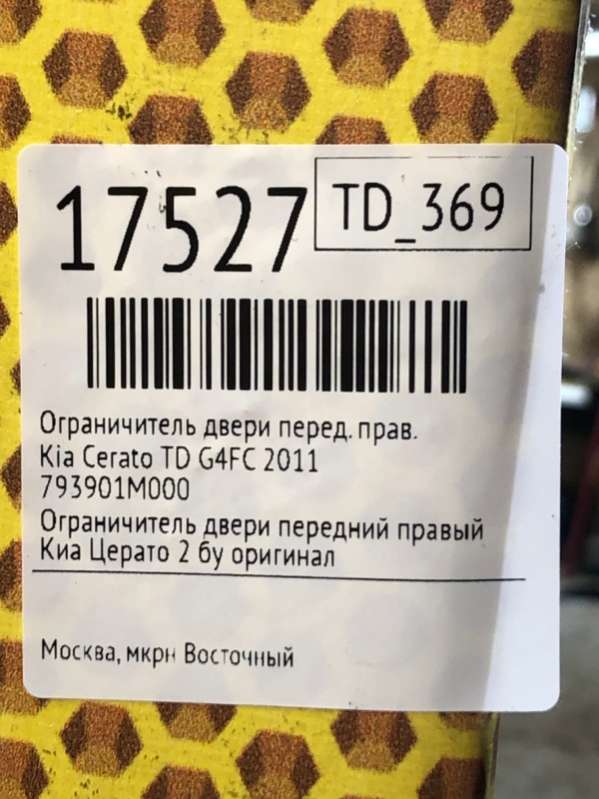 17527 TD_369
Ограничитель двери перед. прав.
Kia Cerato TD G4FC 2011
793901M000
Ограничитель двери передний правый
Киа Церато 2 бу оригинал
Москва, мкрн Восточный